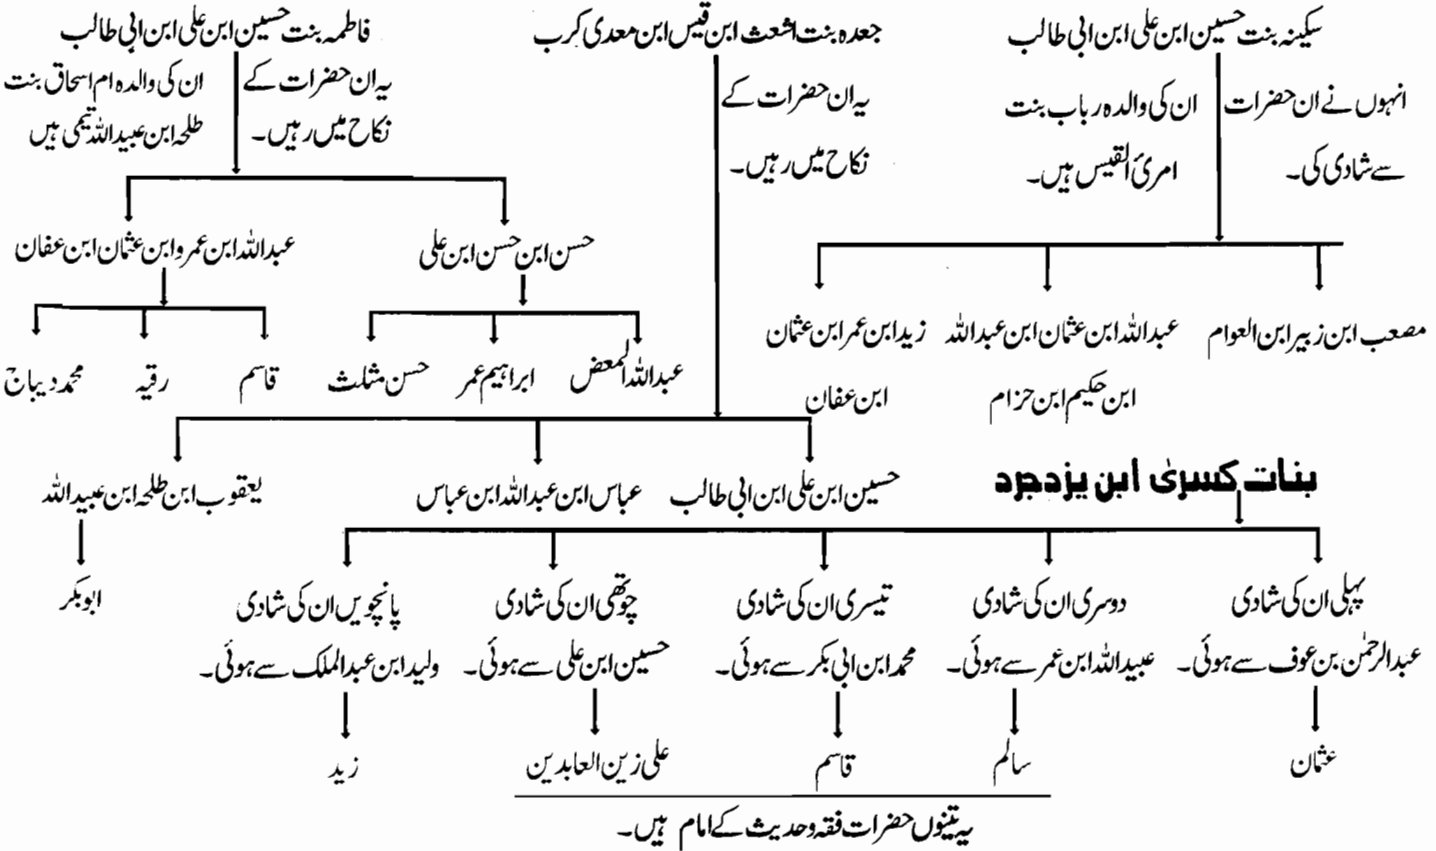 سکینہ بنت حسین ابن علی ابن ابی طالب
انہوں نے ان حضرات
سے شادی کی۔
ان کی والدہ رباب بنت
امرئ القیس ہیں۔
مصعب ابن زبیر ابن العوام
عبداللہ ابن عثمان ابن عبداللہ
ابن حکیم ابن حزام
زید ابن عمر ابن عثمان
ابن عفان
جعدہ بنت اشعث ابن قیس ابن معدی کرب
یہ ان حضرات کے
نکاح میں رہیں۔
حسین ابن علی ابن ابی طالب
عباس ابن عبداللہ ابن عباس
یعقوب ابن طلحہ ابن عبید اللہ
ابوبکر
فاطمہ بنت حسین ابن علی ابن ابی طالب
یہ ان حضرات کے
نکاح میں رہیں۔
ان کی والدہ ام اسحاق بنت
طلحہ ابن عبید اللہ تیمی ہیں
حسن ابن حسن ابن علی
عبداللہ ابن عمرو ابن عثمان ابن عفان
عبداللہ المعض
ابراہیم عمر
حسن مثلث
قاسم
رقیہ
محمد دیباج
بنات کسریٰ ابن یزدجرد
پہلی ان کی شادی
عبدالرحمٰن بن عوف سے ہوئی۔
عثمان
دوسری ان کی شادی
عبید اللہ ابن عمر سے ہوئی۔
سالم
تیسری ان کی شادی
محمد ابن ابی بکر سے ہوئی۔
قاسم
چوتھی ان کی شادی
حسین ابن علی سے ہوئی۔
علی زین العابدین
پانچویں ان کی شادی
ولید ابن عبدالملک سے ہوئی۔
زید
یہ تینوں حضرات فقہ و حدیث کے امام ہیں۔